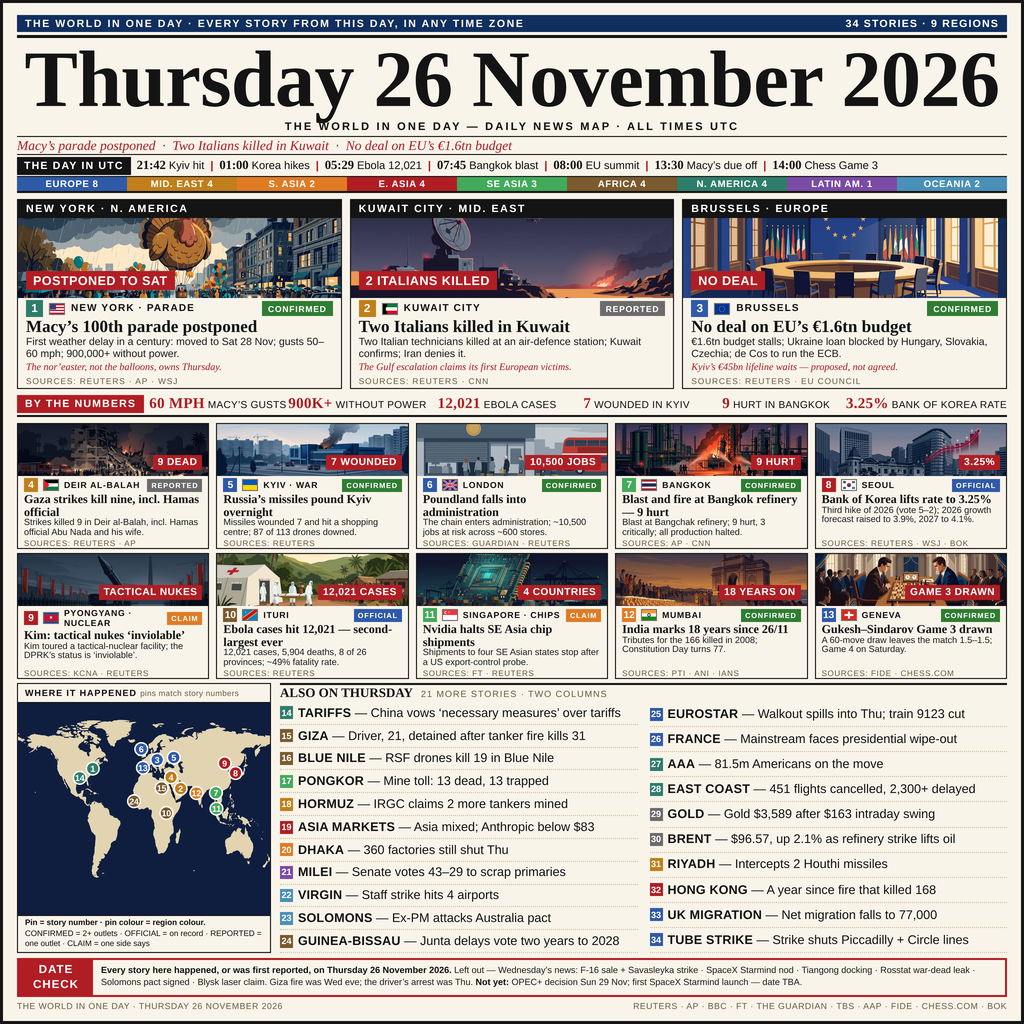 THE WORLD IN ONE DAY · EVERY STORY FROM THIS DAY, IN ANY TIME ZONE
34 STORIES · 9 REGIONS
Thursday 26 November 2026
THE WORLD IN ONE DAY — DAILY NEWS MAP · ALL TIMES UTC
Macy's parade postponed · Two Italians killed in Kuwait · No deal on EU's €1.6tn budget
THE DAY IN UTC
21:42 Kyiv hit | 01:00 Korea hikes | 05:29 Ebola 12,021 | 07:45 Bangkok blast | 08:00 EU summit | 13:30 Macy's due off | 14:00 Chess Game 3
EUROPE 8
MID. EAST 4
S. ASIA 2
E. ASIA 4
SE ASIA 3
AFRICA 4
N. AMERICA 4
LATIN AM. 1
OCEANIA 2
NEW YORK · N. AMERICA
POSTPONED TO SAT
1 NEW YORK · PARADE CONFIRMED
Macy's 100th parade postponed
First weather delay in a century: moved to Sat 28 Nov; gusts 50–
60 mph; 900,000+ without power.
The nor'easter, not the balloons, owns Thursday.
SOURCES: REUTERS · AP · WSJ
KUWAIT CITY · MID. EAST
2 ITALIANS KILLED
2 KUWAIT CITY REPORTED
Two Italians killed in Kuwait
Two Italian technicians killed at an air-defence station; Kuwait
confirms; Iran denies it.
The Gulf escalation claims its first European victims.
SOURCES: REUTERS · CNN
BRUSSELS · EUROPE
NO DEAL
3 BRUSSELS CONFIRMED
No deal on EU's €1.6tn budget
€1.6tn budget stalls; Ukraine loan blocked by Hungary, Slovakia,
Czechia; de Cos to run the ECB.
Kyiv's €45bn lifeline waits — proposed, not agreed.
SOURCES: REUTERS · EU COUNCIL
BY THE NUMBERS
60 MPH MACY'S GUSTS
900K+ WITHOUT POWER
12,021 EBOLA CASES
7 WOUNDED IN KYIV
9 HURT IN BANGKOK
3.25% BANK OF KOREA RATE
9 DEAD
4 DEIR AL-BALAH REPORTED
Gaza strikes kill nine, incl. Hamas
official
Strikes killed 9 in Deir al-Balah, incl. Hamas
official Abu Nada and his wife.
SOURCES: REUTERS · AP
7 WOUNDED
5 KYIV · WAR CONFIRMED
Russia's missiles pound Kyiv
overnight
Missiles wounded 7 and hit a shopping
centre; 87 of 113 drones downed.
SOURCES: REUTERS
10,500 JOBS
6 LONDON CONFIRMED
Poundland falls into
administration
The chain enters administration; ~10,500
jobs at risk across ~600 stores.
SOURCES: GUARDIAN · REUTERS
9 HURT
7 BANGKOK CONFIRMED
Blast and fire at Bangkok refinery
— 9 hurt
Blast at Bangchak refinery; 9 hurt, 3
critically; all production halted.
SOURCES: AP · CNN
3.25%
8 SEOUL OFFICIAL
Bank of Korea lifts rate to 3.25%
Third hike of 2026 (vote 5–2); 2026 growth
forecast raised to 3.9%, 2027 to 4.1%.
SOURCES: REUTERS · WSJ · BOK
TACTICAL NUKES
9 PYONGYANG ·
NUCLEAR
CLAIM
Kim: tactical nukes 'inviolable'
Kim toured a tactical-nuclear facility; the
DPRK's status is 'inviolable'.
SOURCES: KCNA · REUTERS
12,021 CASES
10 ITURI OFFICIAL
Ebola cases hit 12,021 — second-
largest ever
12,021 cases, 5,904 deaths, 8 of 26
provinces; ~49% fatality rate.
SOURCES: REUTERS
4 COUNTRIES
11 SINGAPORE · CHIPS CLAIM
Nvidia halts SE Asia chip
shipments
Shipments to four SE Asian states stop after
a US export-control probe.
SOURCES: FT · REUTERS
18 YEARS ON
12 MUMBAI CONFIRMED
India marks 18 years since 26/11
Tributes for the 166 killed in 2008;
Constitution Day turns 77.
SOURCES: PTI · ANI · IANS
GAME 3 DRAWN
13 GENEVA CONFIRMED
Gukesh–Sindarov Game 3 drawn
A 60-move draw leaves the match 1.5–1.5;
Game 4 on Saturday.
SOURCES: FIDE · CHESS.COM
WHERE IT HAPPENED pins match story numbers
6 3 5 13 1 14 9 8 4 15 2 12 7 24 10 11
Pin = story number · pin colour = region colour.
CONFIRMED = 2+ outlets · OFFICIAL = on record · REPORTED =
one outlet · CLAIM = one side says
ALSO ON THURSDAY 21 MORE STORIES · TWO COLUMNS
14 TARIFFS — China vows 'necessary measures' over tariffs
15 GIZA — Driver, 21, detained after tanker fire kills 31
16 BLUE NILE — RSF drones kill 19 in Blue Nile
17 PONGKOR — Mine toll: 13 dead, 13 trapped
18 HORMUZ — IRGC claims 2 more tankers mined
19 ASIA MARKETS — Asia mixed; Anthropic below $83
20 DHAKA — 360 factories still shut Thu
21 MILEI — Senate votes 43–29 to scrap primaries
22 VIRGIN — Staff strike hits 4 airports
23 SOLOMONS — Ex-PM attacks Australia pact
24 GUINEA-BISSAU — Junta delays vote two years to 2028
25 EUROSTAR — Walkout spills into Thu; train 9123 cut
26 FRANCE — Mainstream faces presidential wipe-out
27 AAA — 81.5m Americans on the move
28 EAST COAST — 451 flights cancelled, 2,300+ delayed
29 GOLD — Gold $3,589 after $163 intraday swing
30 BRENT — $96.57, up 2.1% as refinery strike lifts oil
31 RIYADH — Intercepts 2 Houthi missiles
32 HONG KONG — A year since fire that killed 168
33 UK MIGRATION — Net migration falls to 77,000
34 TUBE STRIKE — Strike shuts Piccadilly + Circle lines
DATE
CHECK
Every story here happened, or was first reported, on Thursday 26 November 2026. Left out — Wednesday's news: F-16 sale + Savasleyka strike · SpaceX Starmind nod · Tiangong docking · Rosstat war-dead leak ·
Solomons pact signed · Blysk laser claim. Giza fire was Wed eve; the driver's arrest was Thu. Not yet: OPEC+ decision Sun 29 Nov; first SpaceX Starmind launch — date TBA.
THE WORLD IN ONE DAY · THURSDAY 26 NOVEMBER 2026
REUTERS · AP · BBC · FT · THE GUARDIAN · TBS · AAP · FIDE · CHESS.COM · BOK